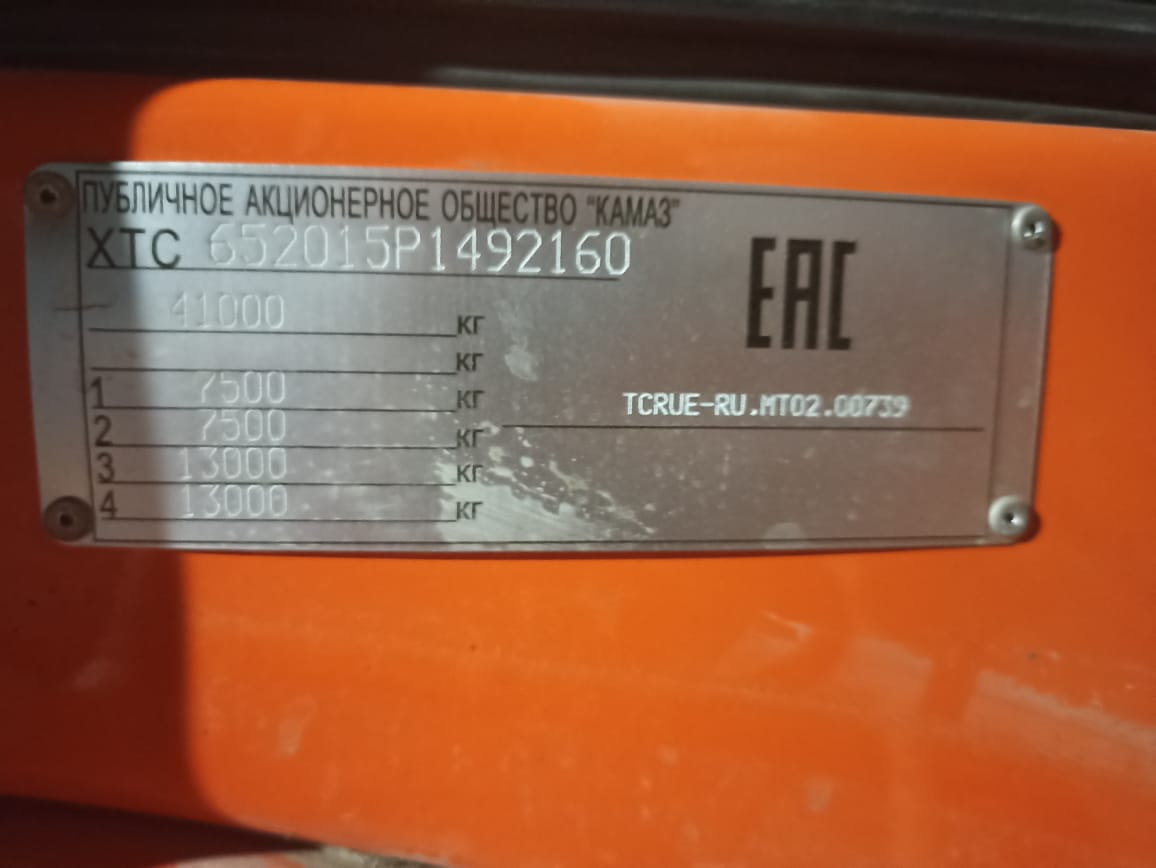 ПУБЛИЧНОЕ АКЦИОНЕРНОЕ ОБЩЕСТВО "КАМАЗ"
XTC 652015P1492160
EAC
41000 кг
кг
1 7500 кг
TCRUE-RU.MT02.00739
2 7500 кг
3 13000 кг
4 13000 кг